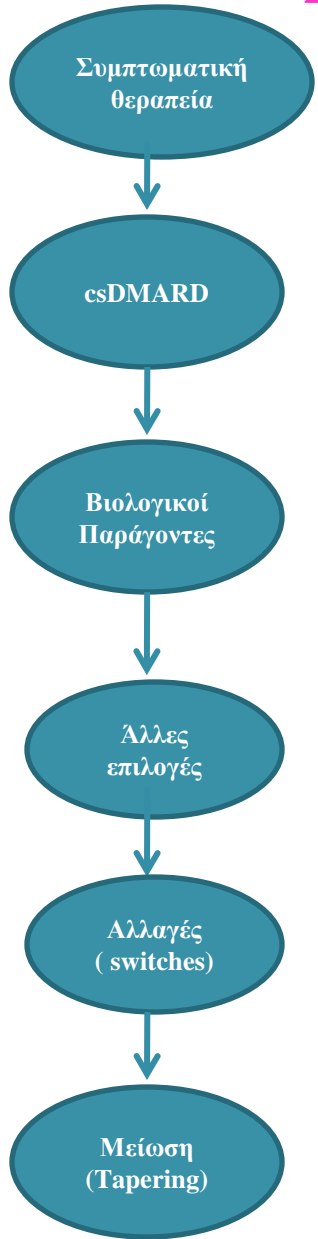 Συμπτωματική
θεραπεία
csDMARD
Βιολογικοί
Παράγοντες
Άλλες
επιλογές
Αλλαγές
( switches)
Μείωση
(Tapering)